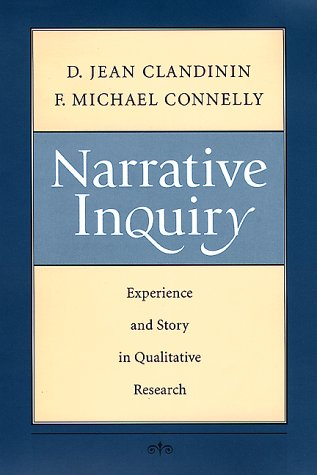 D. JEAN CLANDININ
F. MICHAEL CONNELLY
Narrative
Inquiry
Experience
and Story
in Qualitative
Research